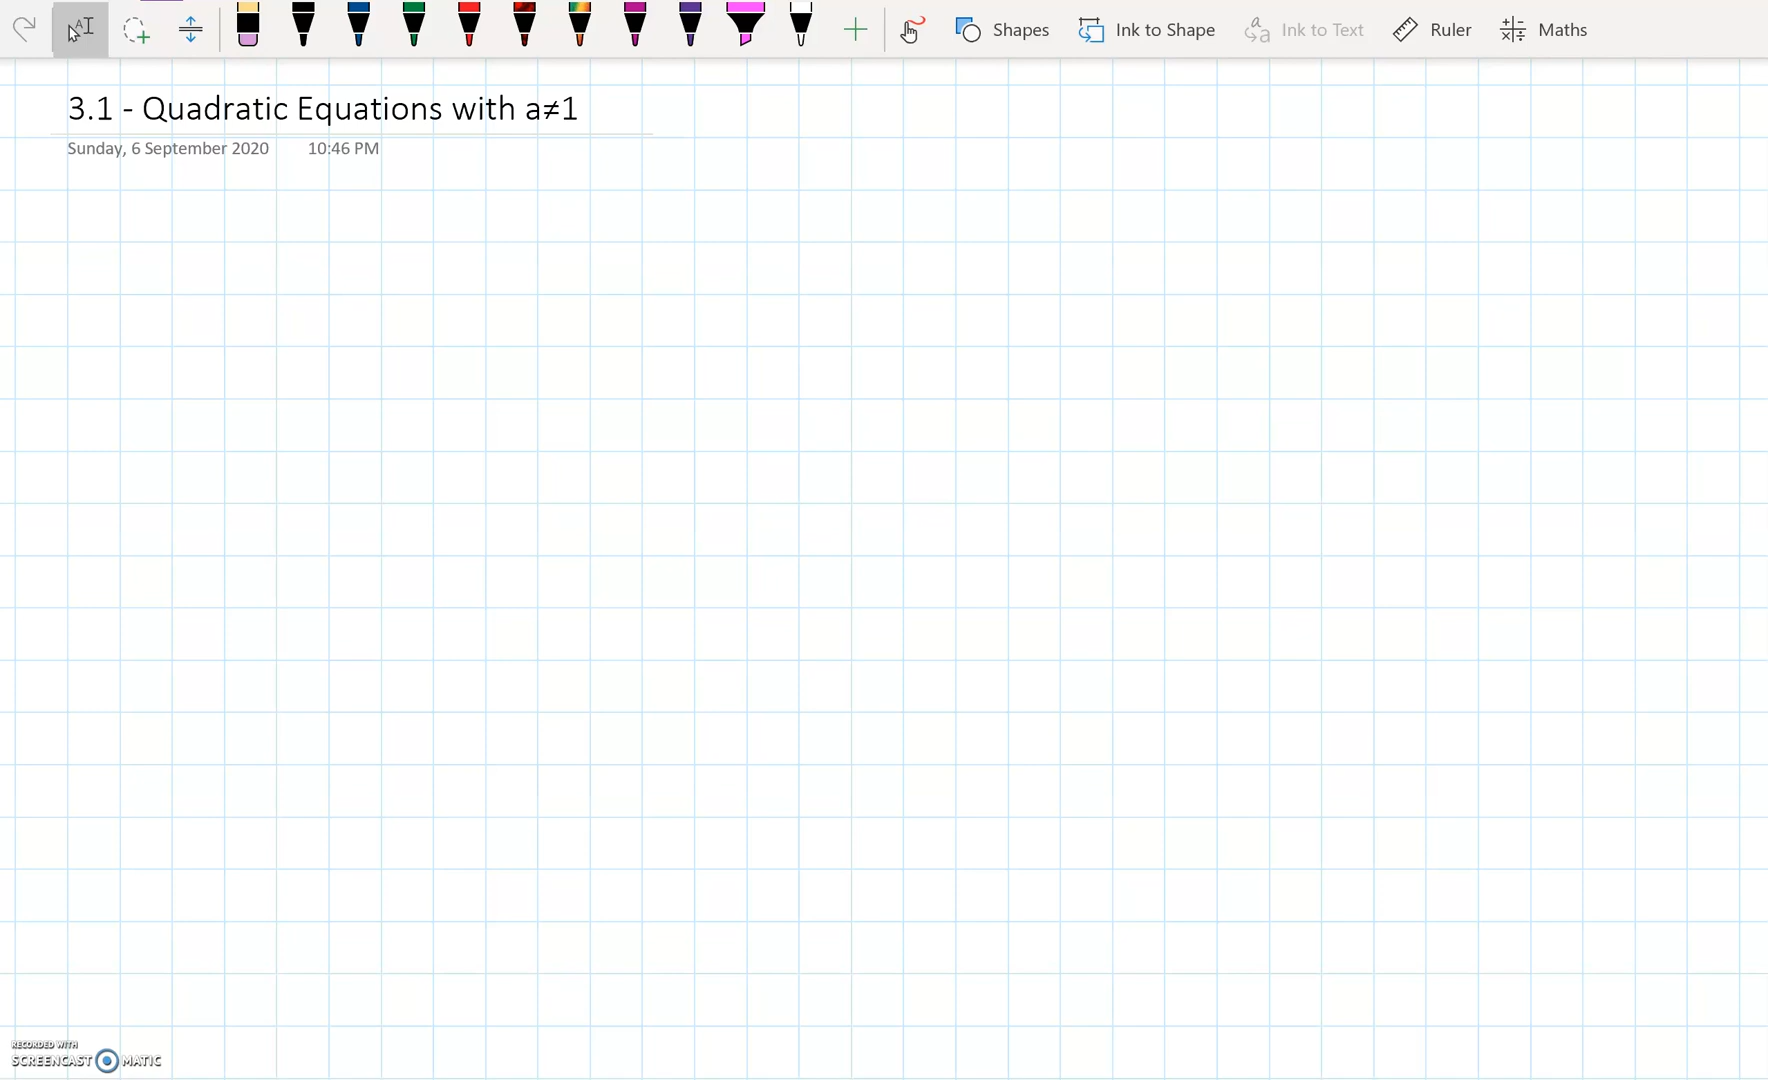 Shapes
Ink to Shape
Ink to Text
Ruler
Maths
3.1 - Quadratic Equations with a≠1
Sunday, 6 September 2020 10:46 PM
RECORDED WITH
SCREENCAST MATIC